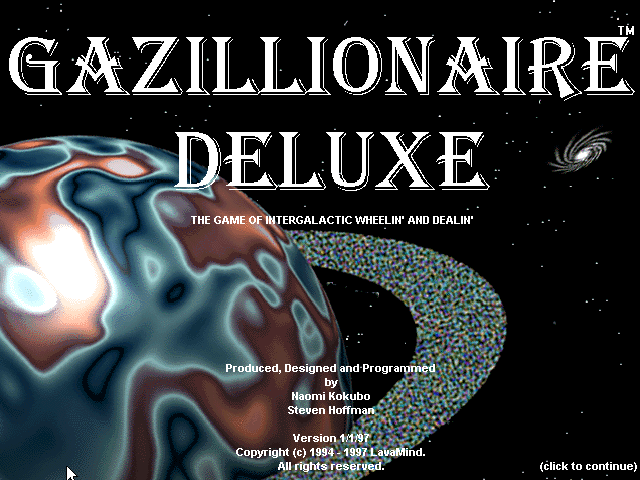 GAZILLIONAIRE™
DELUXE
THE GAME OF INTERGALACTIC WHEELIN' AND DEALIN'
Produced, Designed and Programmed
by
Naomi Kokubo
Steven Hoffman
Version 1/1/97
Copyright (c) 1994 - 1997 LavaMind.
All rights reserved.
(click to continue)